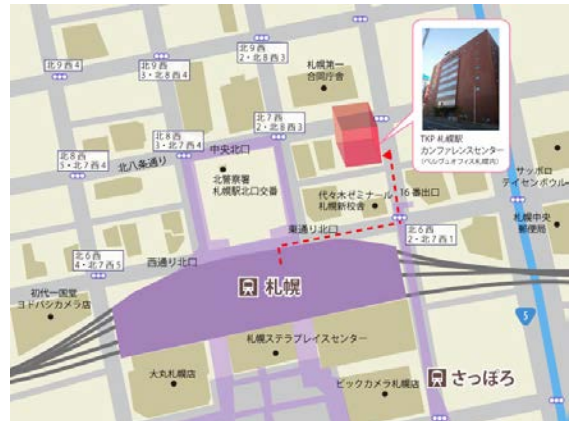 北9西4
北9西
3・北8西4
北9西
2・北8西3
札幌第一
合同庁舎
TKP 札幌駅
カンファレンスセンター
(ベルヴュオフィス札幌内)
北7西
2・北8西3
北8西
3・北7西4
中央北口
北8西
5・北7西4
北八条通り
北警察署
札幌駅北口交番
代々木ゼミナール
札幌新校舎
16番出口
サッポロ
テイセンボウル
札幌中央
郵便局
東通り北口
北6西
2・北7西1
北6西
4・北7西5
西通り北口
初代一国堂
ヨドバシカメラ店
札幌
5
札幌ステラプレイスセンター
大丸札幌店
さっぽろ
ビックカメラ札幌店